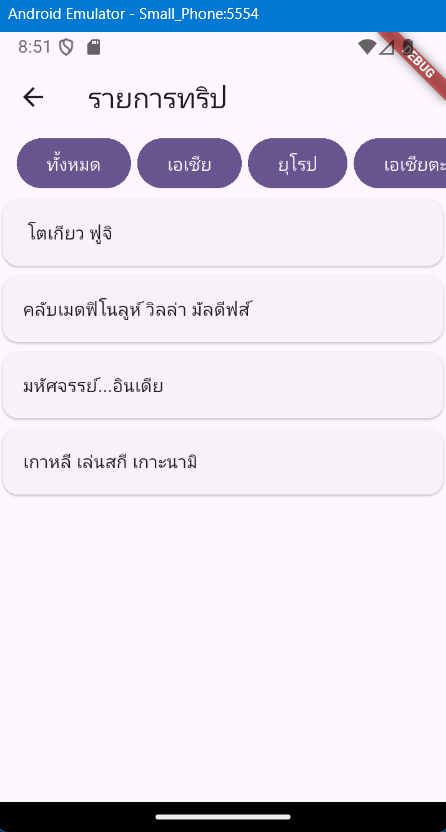 Android Emulator - Small_Phone:5554
8:51
DEBUG
รายการทริป
ทั้งหมด เอเชีย ยุโรป เอเชียตะ
โตเกียว ฟูจิ
คลับเมดฟิโนลูห์ วิลล่า มัลดีฟส์
มหัศจรรย์...อินเดีย
เกาหลี เล่นสกี เกาะนามิ